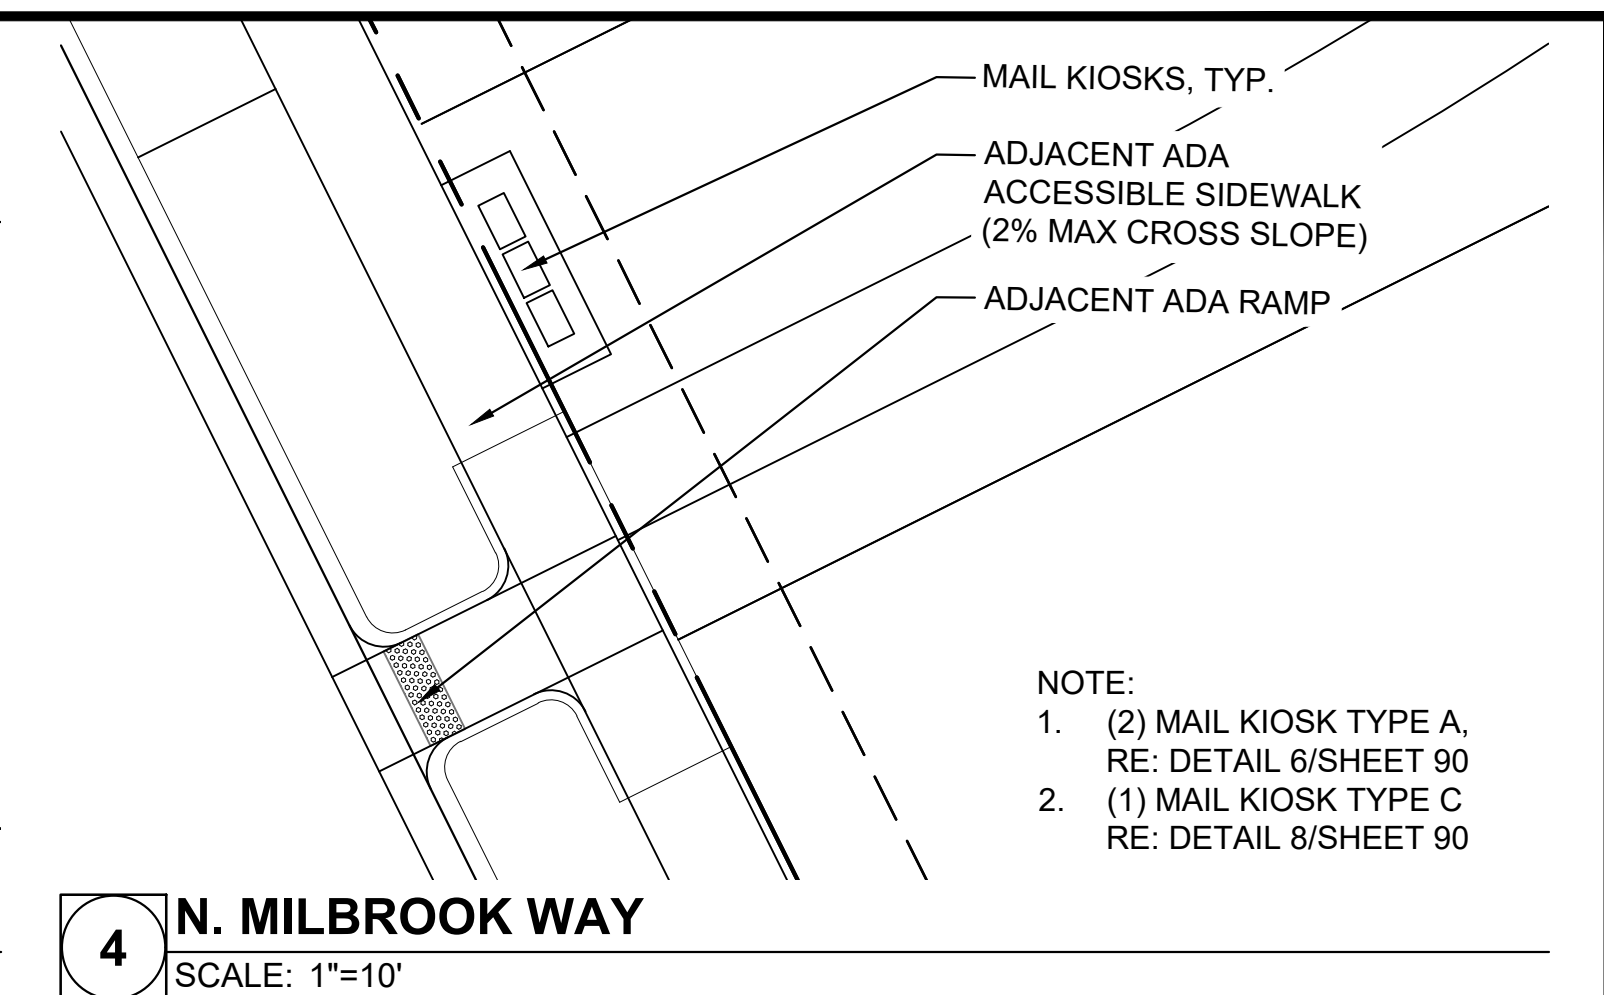 MAIL KIOSKS, TYP.
ADJACENT ADA
ACCESSIBLE SIDEWALK
(2% MAX CROSS SLOPE)
ADJACENT ADA RAMP
NOTE:
1. (2) MAIL KIOSK TYPE A,
RE: DETAIL 6/SHEET 90
2. (1) MAIL KIOSK TYPE C
RE: DETAIL 8/SHEET 90
4 N. MILBROOK WAY
SCALE: 1"=10'